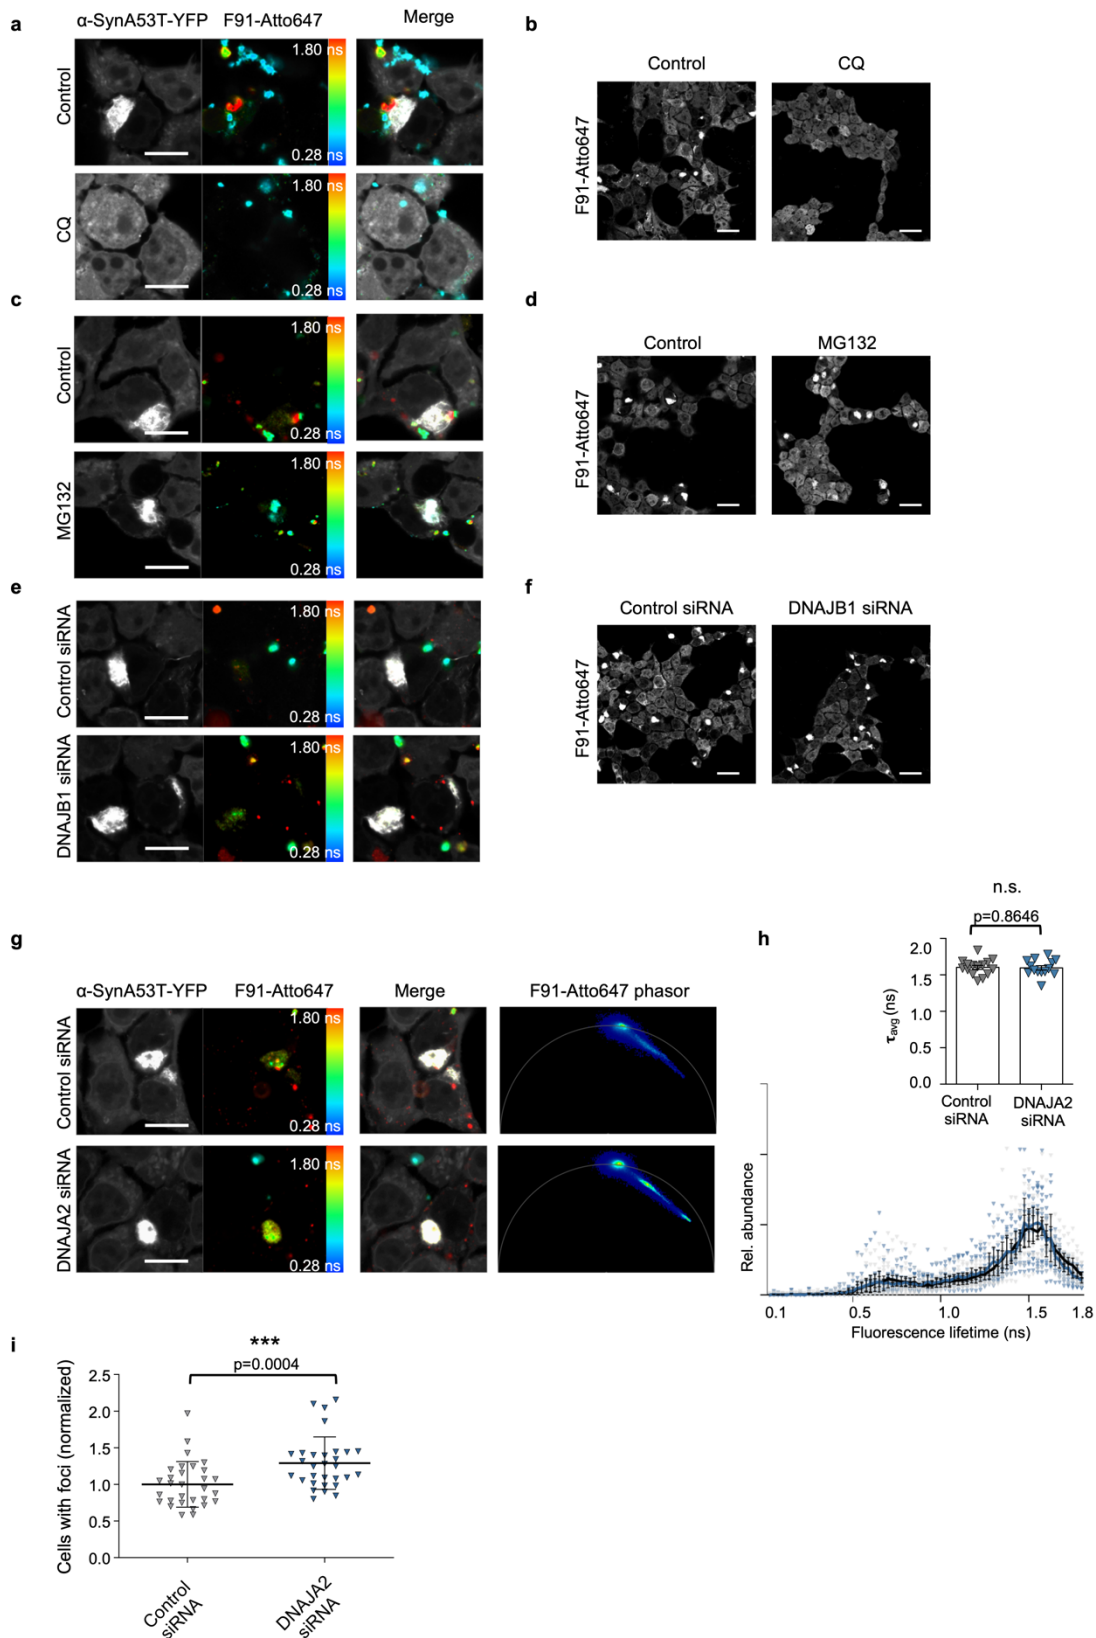 a
α-SynA53T-YFP F91-Atto647 Merge
Control
1.80 ns
0.28 ns
CQ
1.80 ns
0.28 ns
b
Control CQ
F91-Atto647
c
Control
1.80 ns
0.28 ns
MG132
1.80 ns
0.28 ns
d
Control MG132
F91-Atto647
e
Control siRNA
1.80 ns
0.28 ns
DNAJB1 siRNA
1.80 ns
0.28 ns
f
Control siRNA DNAJB1 siRNA
F91-Atto647
g
α-SynA53T-YFP F91-Atto647 Merge F91-Atto647 phasor
Control siRNA
1.80 ns
0.28 ns
DNAJA2 siRNA
1.80 ns
0.28 ns
h
n.s.
p=0.8646
2.0
1.5
1.0
0.5
0.0
τavg (ns)
Control
siRNA
DNAJA2
siRNA
Rel. abundance
0.1 0.5 1.0 1.5 1.8
Fluorescence lifetime (ns)
i
***
p=0.0004
2.5
2.0
1.5
1.0
0.5
0.0
Cells with foci (normalized)
Control
siRNA
DNAJA2
siRNA